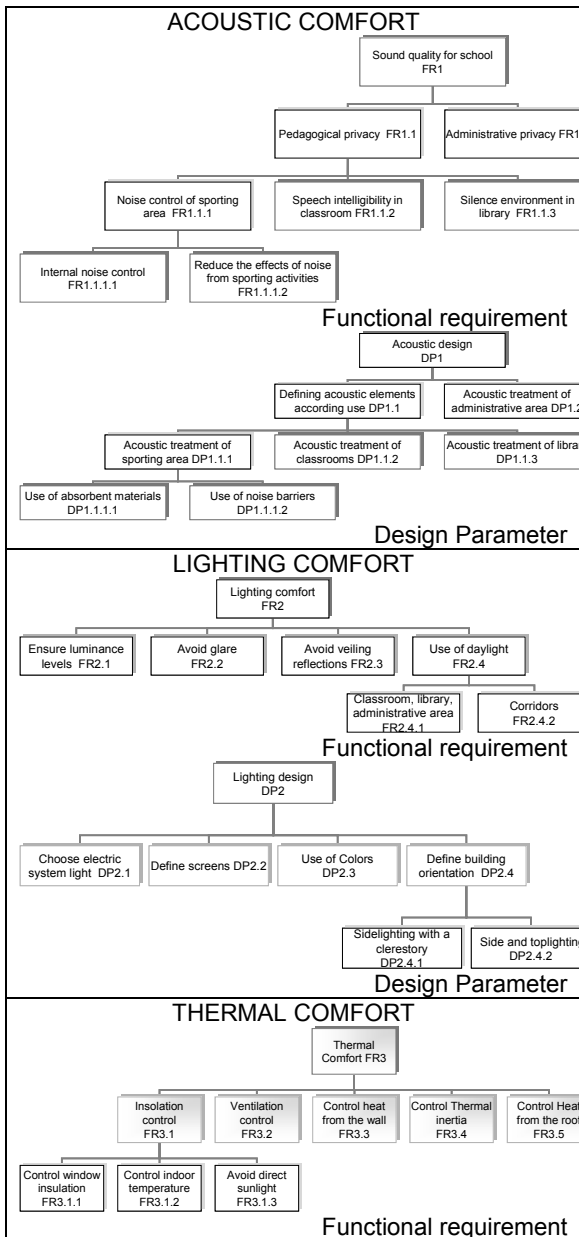 ACOUSTIC COMFORT
Sound quality for school
FR1
Pedagogical privacy FR1.1
Administrative privacy FR1
Noise control of sporting
area FR1.1.1
Speech intelligibility in
classroom FR1.1.2
Silence environment in
library FR1.1.3
Internal noise control
FR1.1.1.1
Reduce the effects of noise
from sporting activities
FR1.1.1.2
Functional requirement
Acoustic design
DP1
Defining acoustic elements
according use DP1.1
Acoustic treatment of
administrative area DP1.2
Acoustic treatment of
sporting area DP1.1.1
Acoustic treatment of
classrooms DP1.1.2
Acoustic treatment of librar
DP1.1.3
Use of absorbent materials
DP1.1.1.1
Use of noise barriers
DP1.1.1.2
Design Parameter
LIGHTING COMFORT
Lighting comfort
FR2
Ensure luminance
levels FR2.1
Avoid glare
FR2.2
Avoid veiling
reflections FR2.3
Use of daylight
FR2.4
Classroom, library,
administrative area
FR2.4.1
Corridors
FR2.4.2
Functional requirement
Lighting design
DP2
Choose electric
system light DP2.1
Define screens DP2.2
Use of Colors
DP2.3
Define building
orientation DP2.4
Sidelighting with a
clerestory
DP2.4.1
Side and toplighting
DP2.4.2
Design Parameter
THERMAL COMFORT
Thermal
Comfort FR3
Insolation
control
FR3.1
Ventilation
control
FR3.2
Control heat
from the wall
FR3.3
Control Thermal
inertia
FR3.4
Control Heat
from the roof
FR3.5
Control window
insulation
FR3.1.1
Control indoor
temperature
FR3.1.2
Avoid direct
sunlight
FR3.1.3
Functional requirement